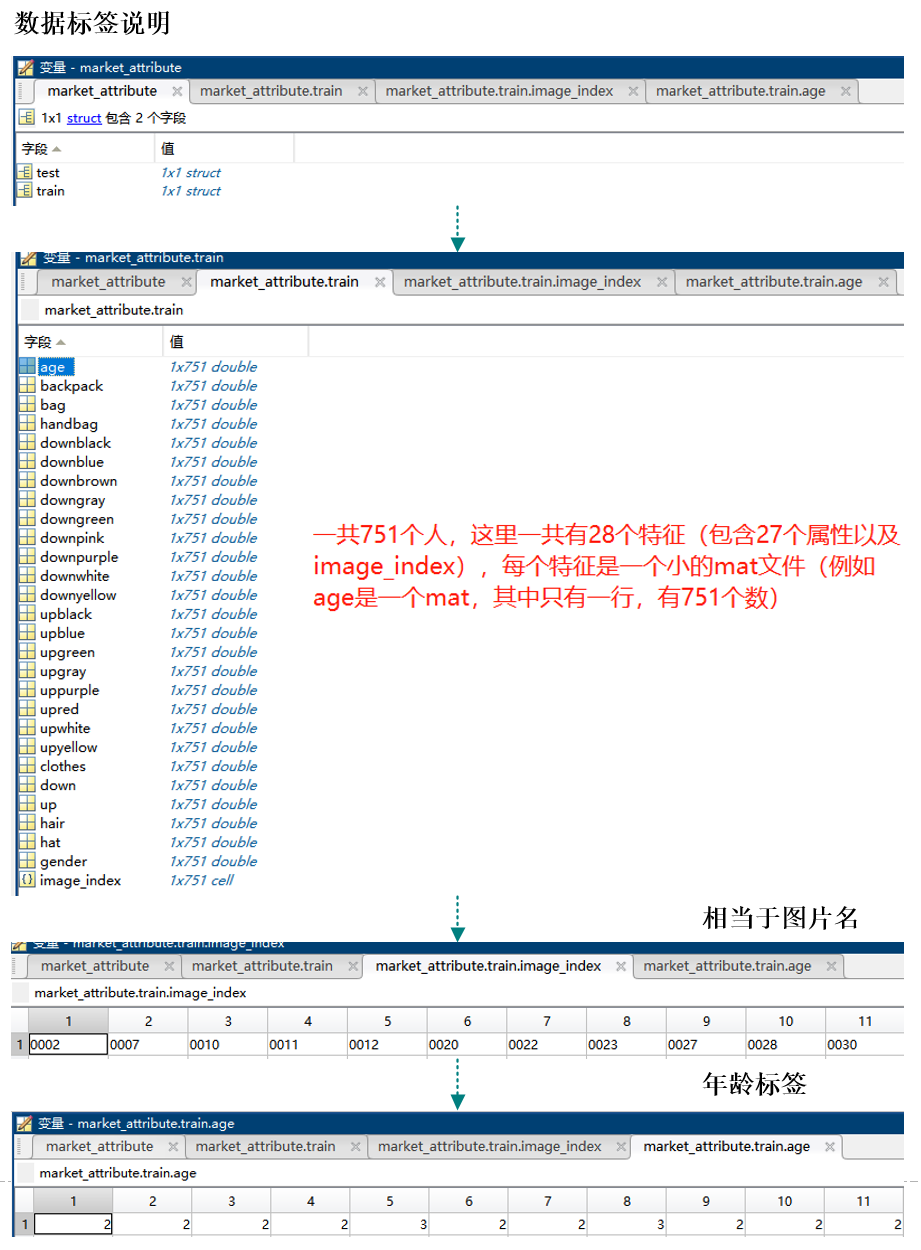 数据标签说明
变量 - market_attribute
market_attribute market_attribute.train market_attribute.train.image_index market_attribute.train.age
1x1 struct 包含 2 个字段
字段 值
test 1x1 struct
train 1x1 struct
变量 - market_attribute.train
market_attribute market_attribute.train market_attribute.train.image_index market_attribute.train.age
market_attribute.train
字段 值
age 1x751 double
backpack 1x751 double
bag 1x751 double
handbag 1x751 double
downblack 1x751 double
downblue 1x751 double
downbrown 1x751 double
downgray 1x751 double
downgreen 1x751 double
downpink 1x751 double
downpurple 1x751 double
downwhite 1x751 double
downyellow 1x751 double
upblack 1x751 double
upblue 1x751 double
upgreen 1x751 double
upgray 1x751 double
uppurple 1x751 double
upred 1x751 double
upwhite 1x751 double
upyellow 1x751 double
clothes 1x751 double
down 1x751 double
up 1x751 double
hair 1x751 double
hat 1x751 double
gender 1x751 double
image_index 1x751 cell
一共751个人，这里一共有28个特征（包含27个属性以及
image_index），每个特征是一个小的mat文件（例如
age是一个mat，其中只有一行，有751个数）
相当于图片名
变量 - market_attribute.train.image_index
market_attribute market_attribute.train market_attribute.train.image_index market_attribute.train.age
market_attribute.train.image_index
1 2 3 4 5 6 7 8 9 10 11
1 0002 0007 0010 0011 0012 0020 0022 0023 0027 0028 0030
年龄标签
变量 - market_attribute.train.age
market_attribute market_attribute.train market_attribute.train.image_index market_attribute.train.age
market_attribute.train.age
1 2 3 4 5 6 7 8 9 10 11
1 2 2 2 2 3 2 2 3 2 2 2